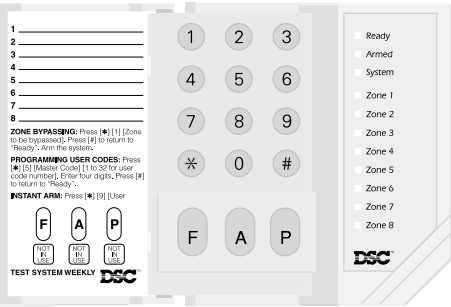 1
2
3
4
5
6
7
8
ZONE BYPASSING: Press [✱] [1] [Zone
to be bypassed]. Press [#] to return to
"Ready". Arm the system.
PROGRAMMING USER CODES: Press
[✱] [5] [Master Code] [1 to 32 for user
code number]. Enter four digits. Press [#]
to return to "Ready".
INSTANT ARM: Press [✱] [9] [User
F A P
NOT IN USE
NOT IN USE
NOT IN USE
TEST SYSTEM WEEKLY DSC™
1 2 3
4 5 6
7 8 9
✱ 0 #
F A P
Ready
Armed
System
Zone 1
Zone 2
Zone 3
Zone 4
Zone 5
Zone 6
Zone 7
Zone 8
DSC™